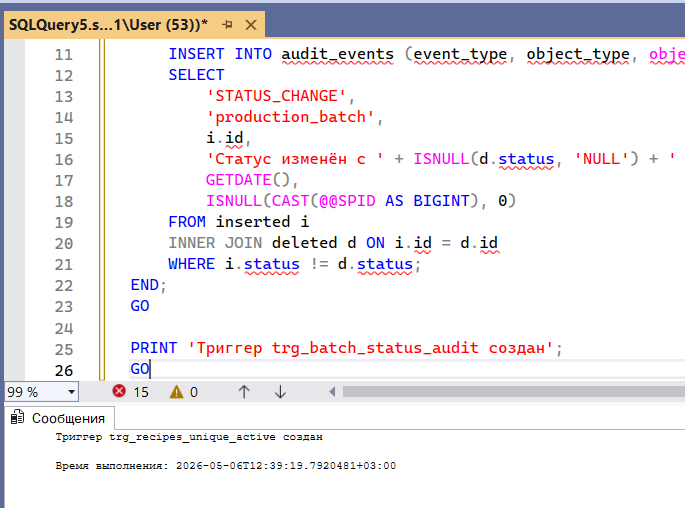 SQLQuery5.s...1\User (53))*
11 INSERT INTO audit_events (event_type, object_type, obje
12 SELECT
13 'STATUS_CHANGE',
14 'production_batch',
15 i.id,
16 'Статус изменён с ' + ISNULL(d.status, 'NULL') + '
17 GETDATE(),
18 ISNULL(CAST(@@SPID AS BIGINT), 0)
19 FROM inserted i
20 INNER JOIN deleted d ON i.id = d.id
21 WHERE i.status != d.status;
22 END;
23 GO
24
25 PRINT 'Триггер trg_batch_status_audit создан';
26 GO
99 % 15 0
Сообщения
Триггер trg_recipes_unique_active создан
Время выполнения: 2026-05-06T12:39:19.7920481+03:00